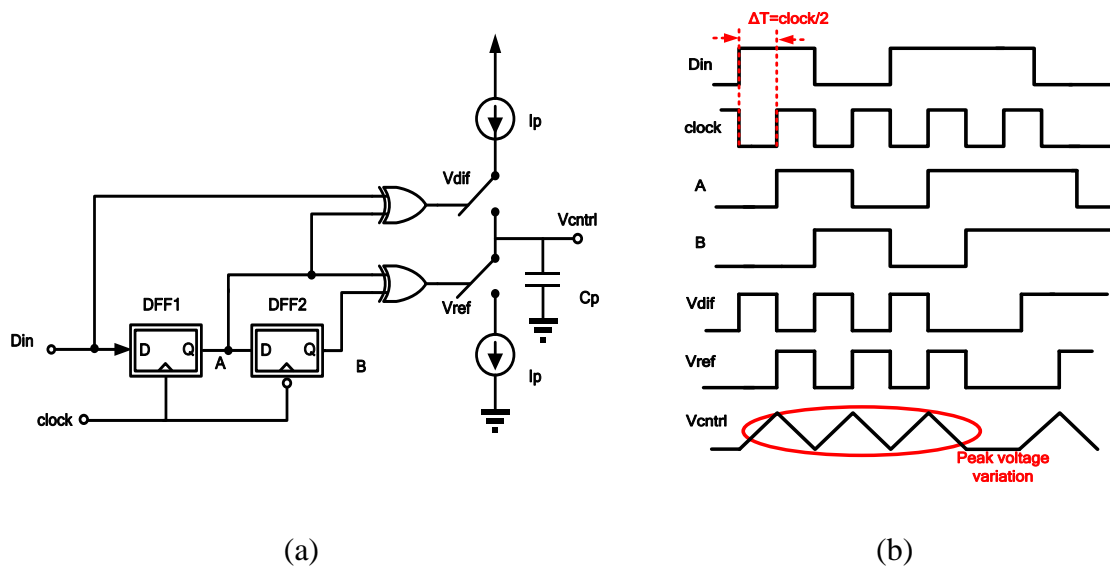 Ip
Vdif
Vcntrl
Vref
Cp
DFF1
DFF2
Din
D
Q
A
D
Q
B
Ip
clock
(a)
ΔT=clock/2
Din
clock
A
B
Vdif
Vref
Vcntrl
Peak voltage
variation
(b)